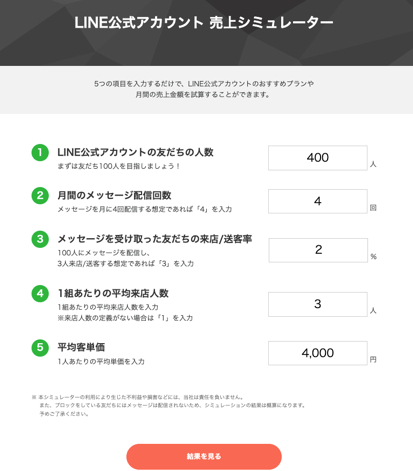 LINE公式アカウント 売上シミュレーター
5つの項目を入力するだけで、LINE公式アカウントのおすすめプランや
月間の売上金額を試算することができます。
1 LINE公式アカウントの友だちの人数
まずは友だち100人を目指しましょう！
400 人
2 月間のメッセージ配信回数
メッセージを月に4回配信する想定であれば「4」を入力
4 回
3 メッセージを受け取った友だちの来店/送客率
100人にメッセージを配信し、
3人来店/送客する想定であれば「3」を入力
2 %
4 1組あたりの平均来店人数
1組あたりの平均来店人数を入力
※来店人数の定義がない場合は「1」を入力
3 人
5 平均客単価
1人あたりの平均単価を入力
4,000 円
※ 本シミュレーターの利用により生じた不利益や損害などには、当社は責任を負いません。
また、ブロックをしている友だちにはメッセージは配信されないため、シミュレーションの結果は概算になります。
予めご了承ください。
結果を見る